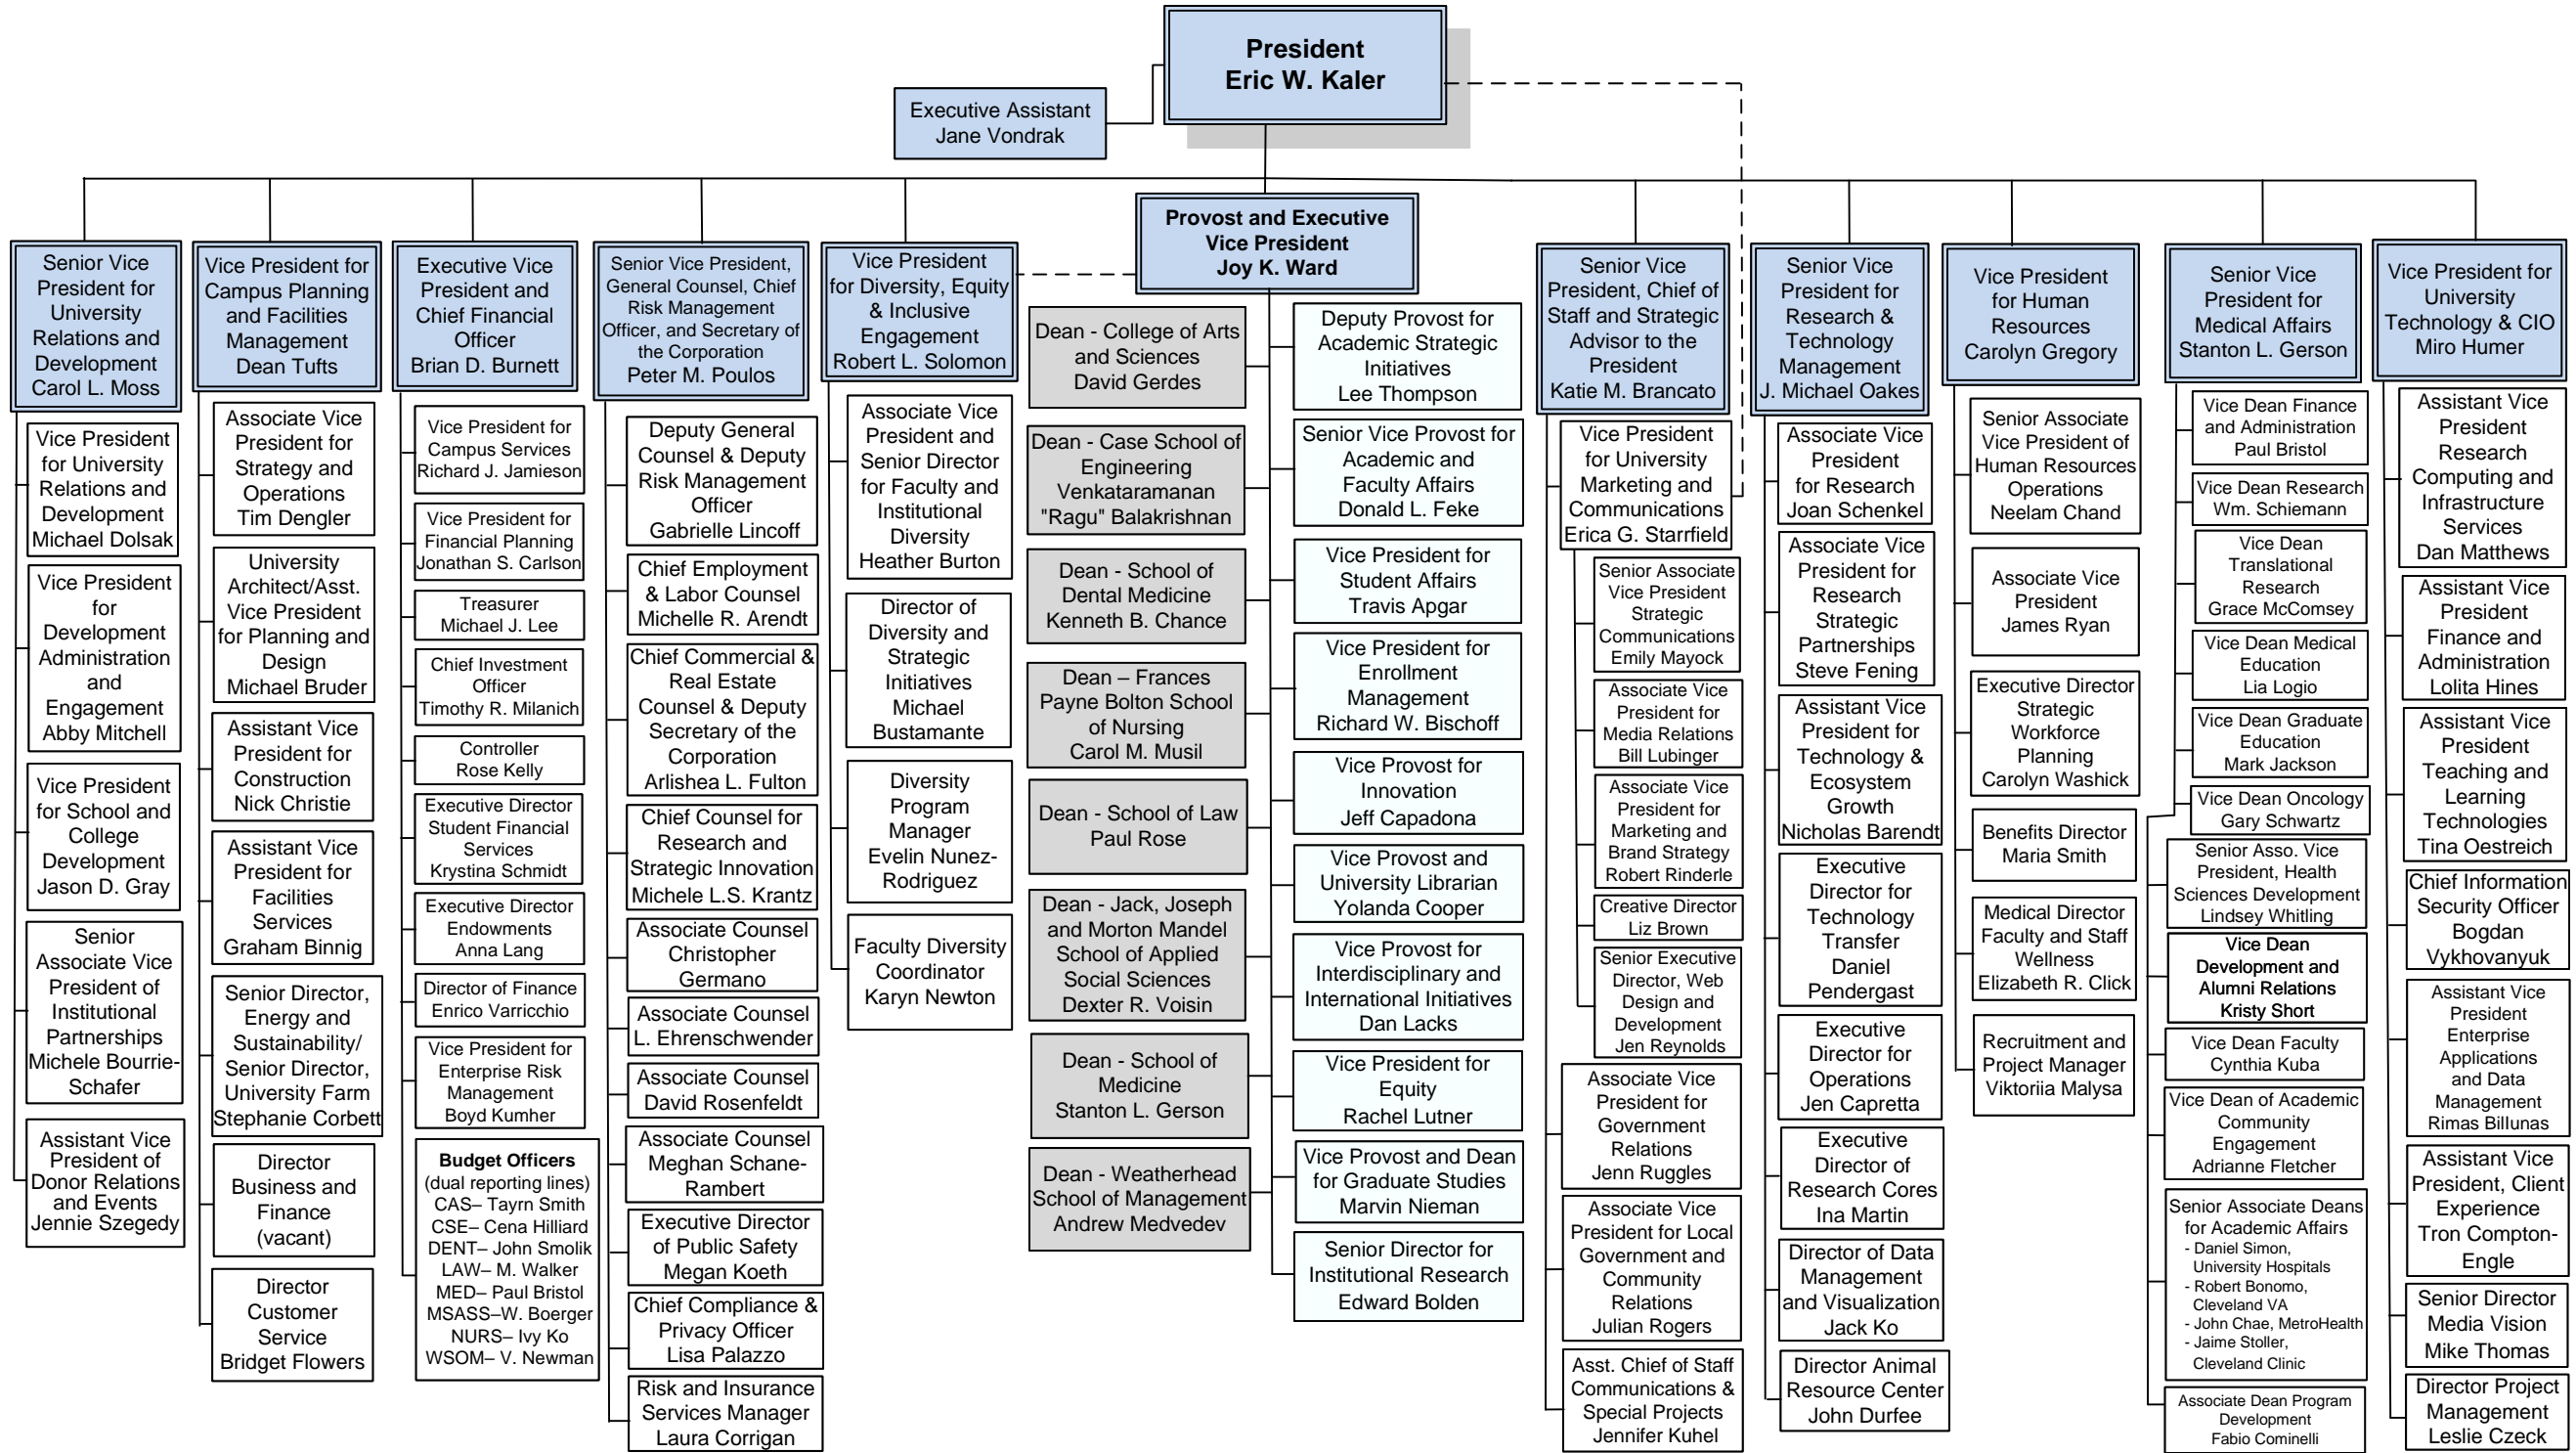 President
Eric W. Kaler
Executive Assistant
Jane Vondrak
Provost and Executive
Vice President
Joy K. Ward
Senior Vice
President for
University
Relations and
Development
Carol L. Moss
Vice President
for University
Relations and
Development
Michael Dolsak
Vice President
for
Development
Administration
and
Engagement
Abby Mitchell
Vice President
for School and
College
Development
Jason D. Gray
Senior
Associate Vice
President of
Institutional
Partnerships
Michele Bourrie-
Schafer
Assistant Vice
President of
Donor Relations
and Events
Jennie Szegedy
Vice President for
Campus Planning
and Facilities
Management
Dean Tufts
Associate Vice
President for
Strategy and
Operations
Tim Dengler
University
Architect/Asst.
Vice President
for Planning and
Design
Michael Bruder
Assistant Vice
President for
Construction
Nick Christie
Assistant Vice
President for
Facilities
Services
Graham Binnig
Senior Director,
Energy and
Sustainability/
Senior Director,
University Farm
Stephanie Corbett
Director
Business and
Finance
(vacant)
Director
Customer
Service
Bridget Flowers
Executive Vice
President and
Chief Financial
Officer
Brian D. Burnett
Vice President for
Campus Services
Richard J. Jamieson
Vice President for
Financial Planning
Jonathan S. Carlson
Treasurer
Michael J. Lee
Chief Investment
Officer
Timothy R. Milanich
Controller
Rose Kelly
Executive Director
Student Financial
Services
Krystina Schmidt
Executive Director
Endowments
Anna Lang
Director of Finance
Enrico Varricchio
Vice President for
Enterprise Risk
Management
Boyd Kumher
Budget Officers
(dual reporting lines)
CAS– Tayrn Smith
CSE– Cena Hilliard
DENT– John Smolik
LAW– M. Walker
MED– Paul Bristol
MSASS–W. Boerger
NURS– Ivy Ko
WSOM– V. Newman
Senior Vice President,
General Counsel, Chief
Risk Management
Officer, and Secretary of
the Corporation
Peter M. Poulos
Deputy General
Counsel & Deputy
Risk Management
Officer
Gabrielle Lincoff
Chief Employment
& Labor Counsel
Michelle R. Arendt
Chief Commercial &
Real Estate
Counsel & Deputy
Secretary of the
Corporation
Arlishea L. Fulton
Chief Counsel for
Research and
Strategic Innovation
Michele L.S. Krantz
Associate Counsel
Christopher
Germano
Associate Counsel
L. Ehrenschwender
Associate Counsel
David Rosenfeldt
Associate Counsel
Meghan Schane-
Rambert
Executive Director
of Public Safety
Megan Koeth
Chief Compliance &
Privacy Officer
Lisa Palazzo
Risk and Insurance
Services Manager
Laura Corrigan
Vice President
for Diversity, Equity
& Inclusive
Engagement
Robert L. Solomon
Associate Vice
President and
Senior Director
for Faculty and
Institutional
Diversity
Heather Burton
Director of
Diversity and
Strategic
Initiatives
Michael
Bustamante
Diversity
Program
Manager
Evelin Nunez-
Rodriguez
Faculty Diversity
Coordinator
Karyn Newton
Dean - College of Arts
and Sciences
David Gerdes
Dean - Case School of
Engineering
Venkataramanan
"Ragu" Balakrishnan
Dean - School of
Dental Medicine
Kenneth B. Chance
Dean – Frances
Payne Bolton School
of Nursing
Carol M. Musil
Dean - School of Law
Paul Rose
Dean - Jack, Joseph
and Morton Mandel
School of Applied
Social Sciences
Dexter R. Voisin
Dean - School of
Medicine
Stanton L. Gerson
Dean - Weatherhead
School of Management
Andrew Medvedev
Deputy Provost for
Academic Strategic
Initiatives
Lee Thompson
Senior Vice Provost for
Academic and
Faculty Affairs
Donald L. Feke
Vice President for
Student Affairs
Travis Apgar
Vice President for
Enrollment
Management
Richard W. Bischoff
Vice Provost for
Innovation
Jeff Capadona
Vice Provost and
University Librarian
Yolanda Cooper
Vice Provost for
Interdisciplinary and
International Initiatives
Dan Lacks
Vice President for
Equity
Rachel Lutner
Vice Provost and Dean
for Graduate Studies
Marvin Nieman
Senior Director for
Institutional Research
Edward Bolden
Senior Vice
President, Chief of
Staff and Strategic
Advisor to the
President
Katie M. Brancato
Vice President
for University
Marketing and
Communications
Erica G. Starrfield
Senior Associate
Vice President
Strategic
Communications
Emily Mayock
Associate Vice
President for
Media Relations
Bill Lubinger
Associate Vice
President for
Marketing and
Brand Strategy
Robert Rinderle
Creative Director
Liz Brown
Senior Executive
Director, Web
Design and
Development
Jen Reynolds
Associate Vice
President for
Government
Relations
Jenn Ruggles
Associate Vice
President for Local
Government and
Community
Relations
Julian Rogers
Asst. Chief of Staff
Communications &
Special Projects
Jennifer Kuhel
Senior Vice
President for
Research &
Technology
Management
J. Michael Oakes
Associate Vice
President
for Research
Joan Schenkel
Associate Vice
President for
Research
Strategic
Partnerships
Steve Fening
Assistant Vice
President for
Technology &
Ecosystem
Growth
Nicholas Barendt
Executive
Director for
Technology
Transfer
Daniel
Pendergast
Executive
Director for
Operations
Jen Capretta
Executive
Director of
Research Cores
Ina Martin
Director of Data
Management
and Visualization
Jack Ko
Director Animal
Resource Center
John Durfee
Vice President
for Human
Resources
Carolyn Gregory
Senior Associate
Vice President of
Human Resources
Operations
Neelam Chand
Associate Vice
President
James Ryan
Executive Director
Strategic
Workforce
Planning
Carolyn Washick
Benefits Director
Maria Smith
Medical Director
Faculty and Staff
Wellness
Elizabeth R. Click
Recruitment and
Project Manager
Viktoriia Malysa
Senior Vice
President for
Medical Affairs
Stanton L. Gerson
Vice Dean Finance
and Administration
Paul Bristol
Vice Dean Research
Wm. Schiemann
Vice Dean
Translational
Research
Grace McComsey
Vice Dean Medical
Education
Lia Logio
Vice Dean Graduate
Education
Mark Jackson
Vice Dean Oncology
Gary Schwartz
Senior Asso. Vice
President, Health
Sciences Development
Lindsey Whitling
Vice Dean
Development and
Alumni Relations
Kristy Short
Vice Dean Faculty
Cynthia Kuba
Vice Dean of Academic
Community
Engagement
Adrianne Fletcher
Senior Associate Deans
for Academic Affairs
- Daniel Simon,
University Hospitals
- Robert Bonomo,
Cleveland VA
- John Chae, MetroHealth
- Jaime Stoller,
Cleveland Clinic
Associate Dean Program
Development
Fabio Cominelli
Vice President for
University
Technology & CIO
Miro Humer
Assistant Vice
President
Research
Computing and
Infrastructure
Services
Dan Matthews
Assistant Vice
President
Finance and
Administration
Lolita Hines
Assistant Vice
President
Teaching and
Learning
Technologies
Tina Oestreich
Chief Information
Security Officer
Bogdan
Vykhovanyuk
Assistant Vice
President
Enterprise
Applications
and Data
Management
Rimas Billunas
Assistant Vice
President, Client
Experience
Tron Compton-
Engle
Senior Director
Media Vision
Mike Thomas
Director Project
Management
Leslie Czeck